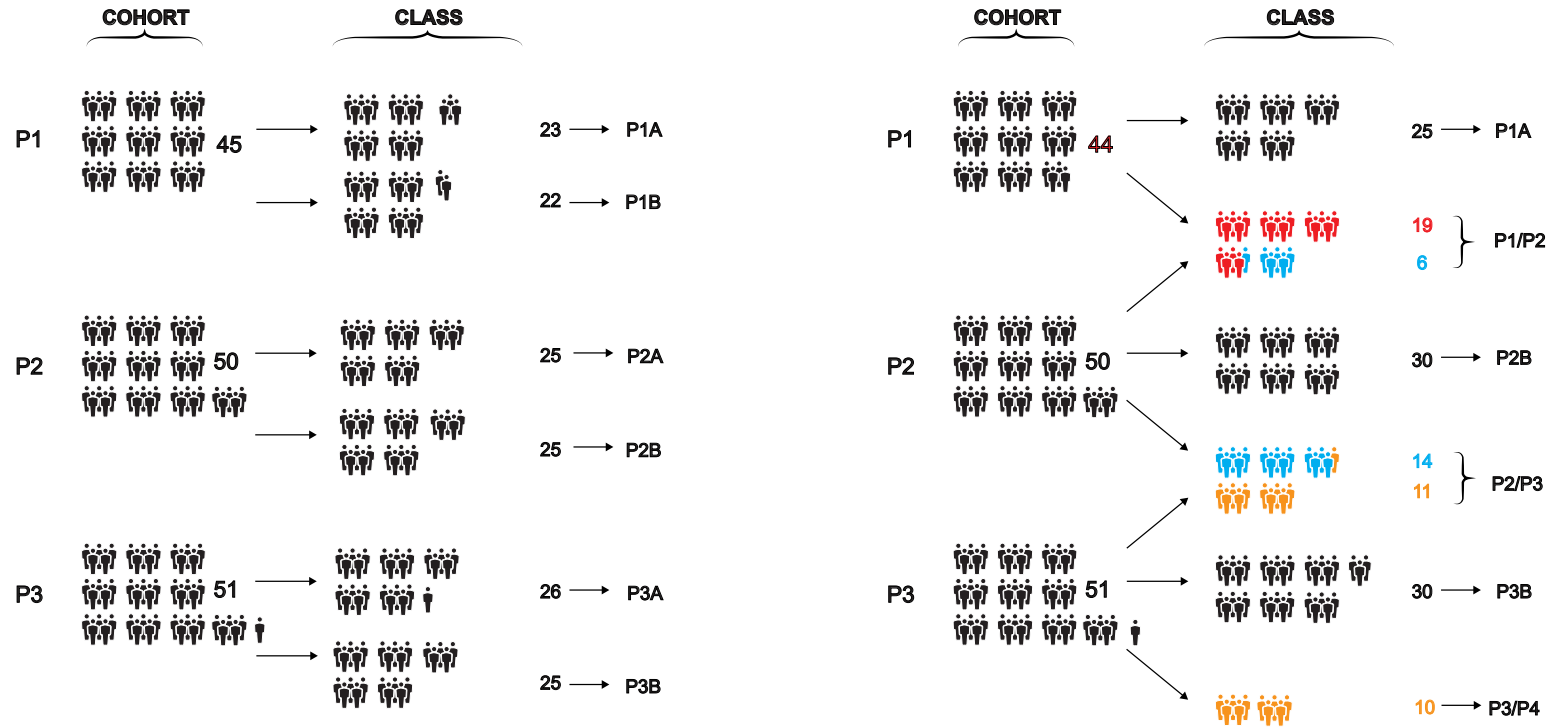 COHORT CLASS
P1 45
23 P1A
22 P1B
P2 50
25 P2A
25 P2B
P3 51
26 P3A
25 P3B
COHORT CLASS
P1 44
25 P1A
19
6
P1/P2
P2 50
30 P2B
14
11
P2/P3
P3 51
30 P3B
10 P3/P4